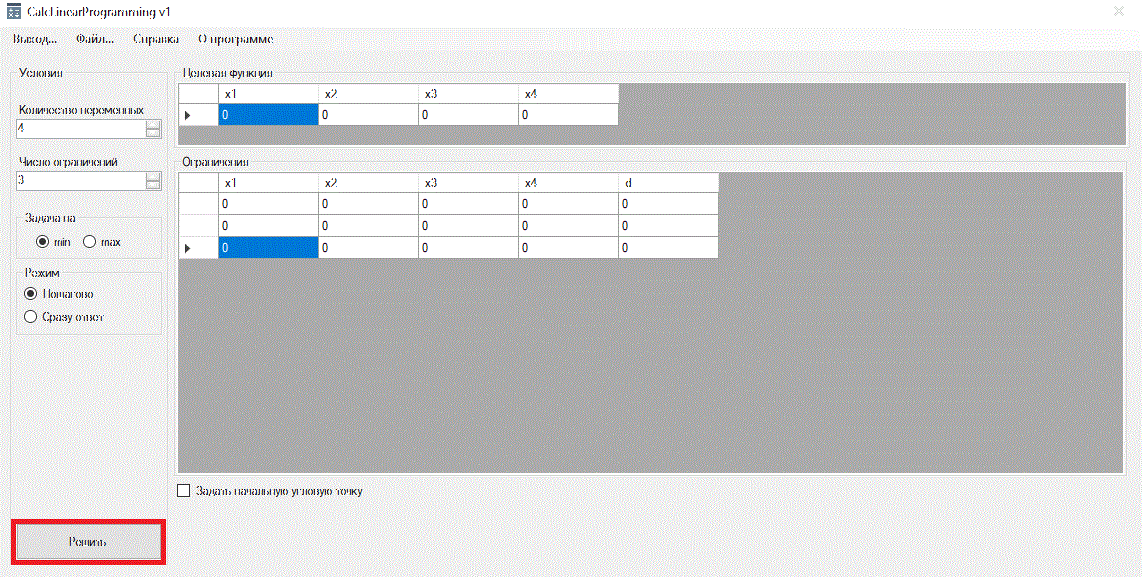 CalcLinearProgramming v1
Выход... Файл... Справка О программе
Условия
Количество переменных
4
Число ограничений
3
Задача на
min max
Режим
Пошагово
Сразу ответ
Решить
Целевая функция
x1 x2 x3 x4
0 0 0 0
Ограничения
x1 x2 x3 x4 d
0 0 0 0 0
0 0 0 0 0
0 0 0 0 0
Задать начальную угловую точку